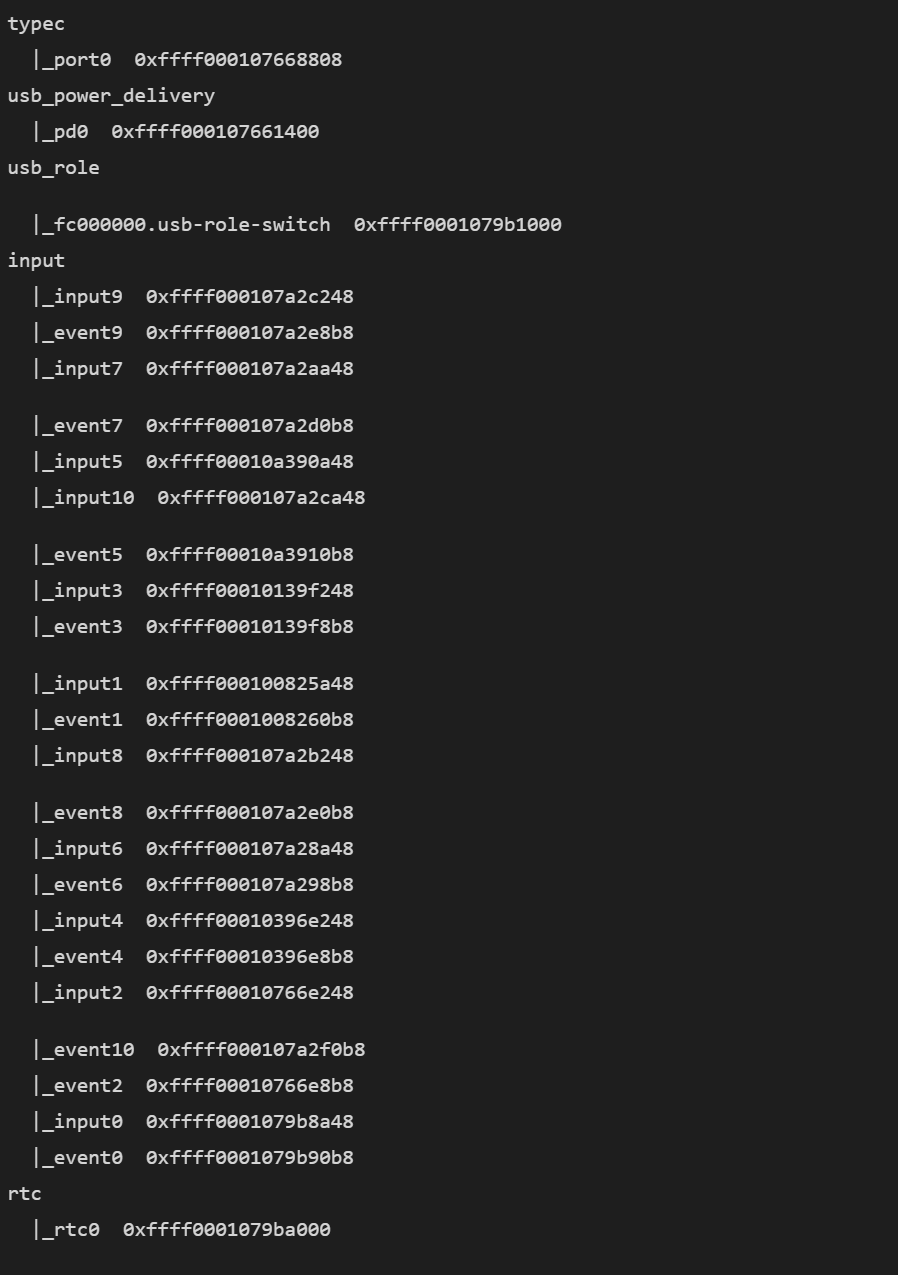 typec
|_port0 0xffff000107668808
usb_power_delivery
|_pd0 0xffff000107661400
usb_role
|_fc000000.usb-role-switch 0xffff0001079b1000
input
|_input9 0xffff000107a2c248
|_event9 0xffff000107a2e8b8
|_input7 0xffff000107a2aa48
|_event7 0xffff000107a2d0b8
|_input5 0xffff00010a390a48
|_input10 0xffff000107a2ca48
|_event5 0xffff00010a3910b8
|_input3 0xffff00010139f248
|_event3 0xffff00010139f8b8
|_input1 0xffff000100825a48
|_event1 0xffff0001008260b8
|_input8 0xffff000107a2b248
|_event8 0xffff000107a2e0b8
|_input6 0xffff000107a28a48
|_event6 0xffff000107a298b8
|_input4 0xffff00010396e248
|_event4 0xffff00010396e8b8
|_input2 0xffff00010766e248
|_event10 0xffff000107a2f0b8
|_event2 0xffff00010766e8b8
|_input0 0xffff0001079b8a48
|_event0 0xffff0001079b90b8
rtc
|_rtc0 0xffff0001079ba000